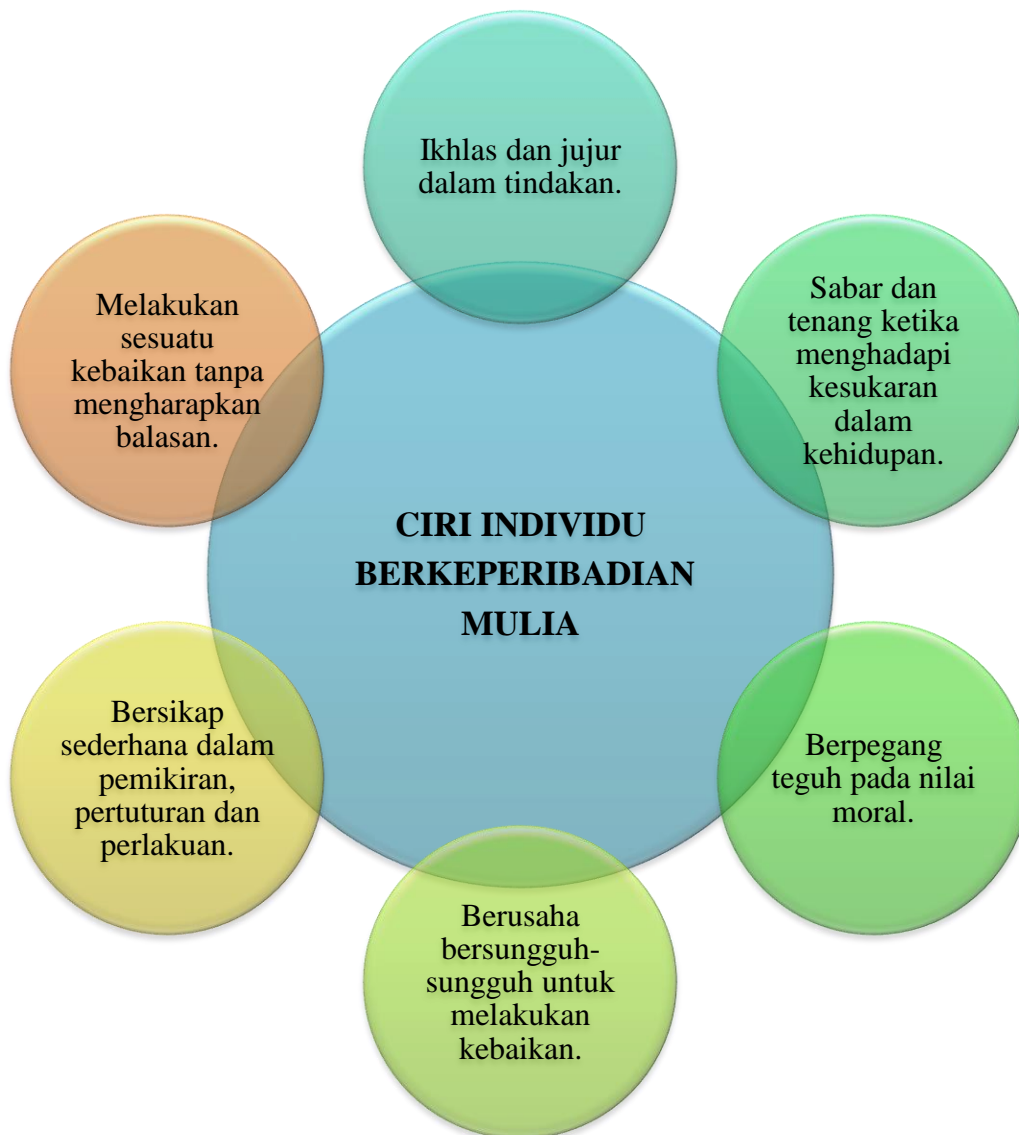 Ikhlas dan jujur
dalam tindakan.
Sabar dan
tenang ketika
menghadapi
kesukaran
dalam
kehidupan.
Berpegang
teguh pada nilai
moral.
Berusaha
bersungguh-
sungguh untuk
melakukan
kebaikan.
Bersikap
sederhana dalam
pemikiran,
pertuturan dan
perlakuan.
Melakukan
sesuatu
kebaikan tanpa
mengharapkan
balasan.
CIRI INDIVIDU
BERKEPERIBADIAN
MULIA